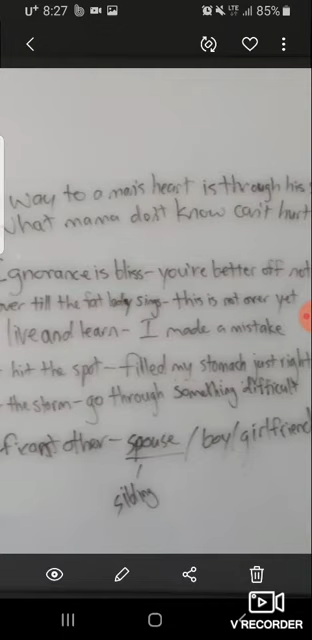 U+ 8:27
LTE 85%
way to a man's heart is through his
what mama don't know can't hurt
Ignorance is bliss - you're better off not
ver till the fat lady sings - this is not over yet
live and learn - I made a mistake
hit the spot - filled my stomach just right
the storm - go through something difficult
other - spouse / boy/girlfriend
sibling
V RECORDER